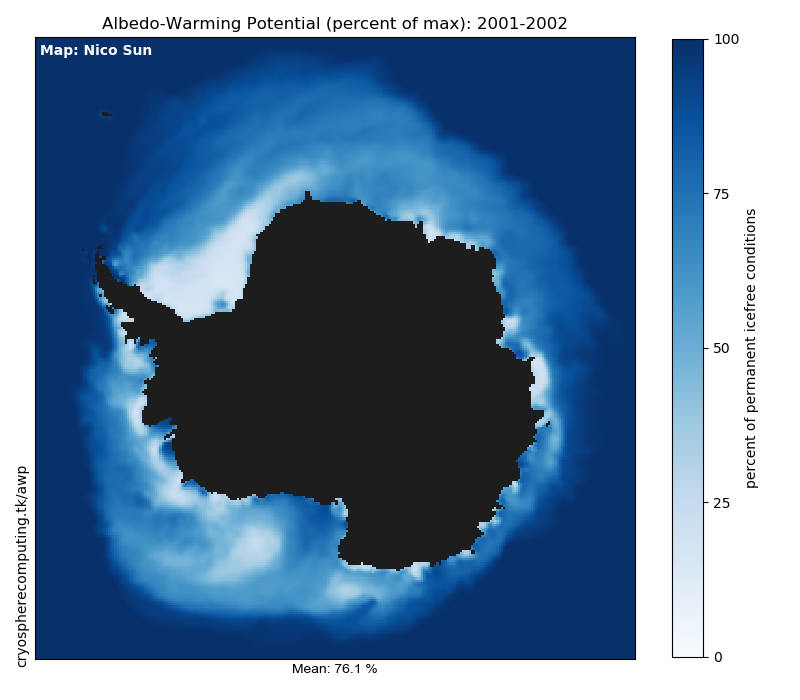 Albedo-Warming Potential (percent of max): 2001-2002
Map: Nico Sun
100
75
50
25
0
percent of permanent icefree conditions
cryospherecomputing.tk/awp
Mean: 76.1 %